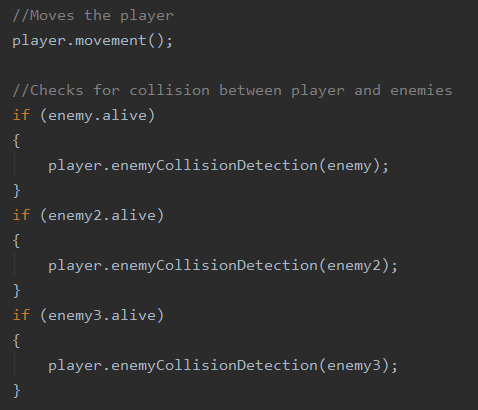 //Moves the player
player.movement();

//Checks for collision between player and enemies
if (enemy.alive)
{
    player.enemyCollisionDetection(enemy);
}
if (enemy2.alive)
{
    player.enemyCollisionDetection(enemy2);
}
if (enemy3.alive)
{
    player.enemyCollisionDetection(enemy3);
}